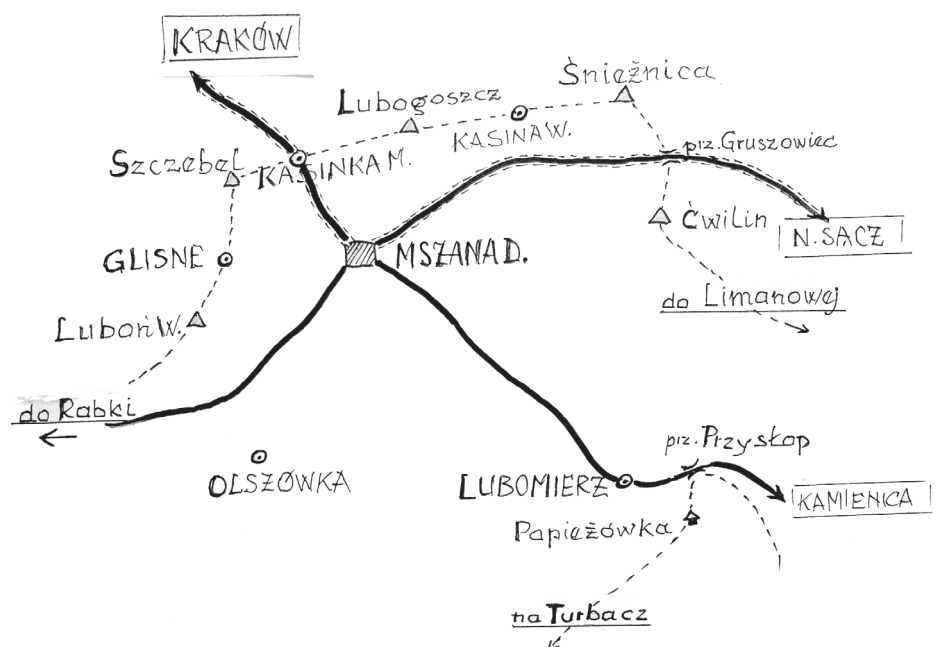 KRAKÓW
Śnieżnica
Lubogoszcz
KASINA W.
prz. Gruszowiec
Szczebel
KASINKA M.
Ćwilin
N. SĄCZ
MSZANA D.
GLISNE
do Limanowej
Luboń W.
do Rabki
prz. Przysłop
OLSZÓWKA
LUBOMIERZ
KAMIENICA
Papieżówka
na Turbacz